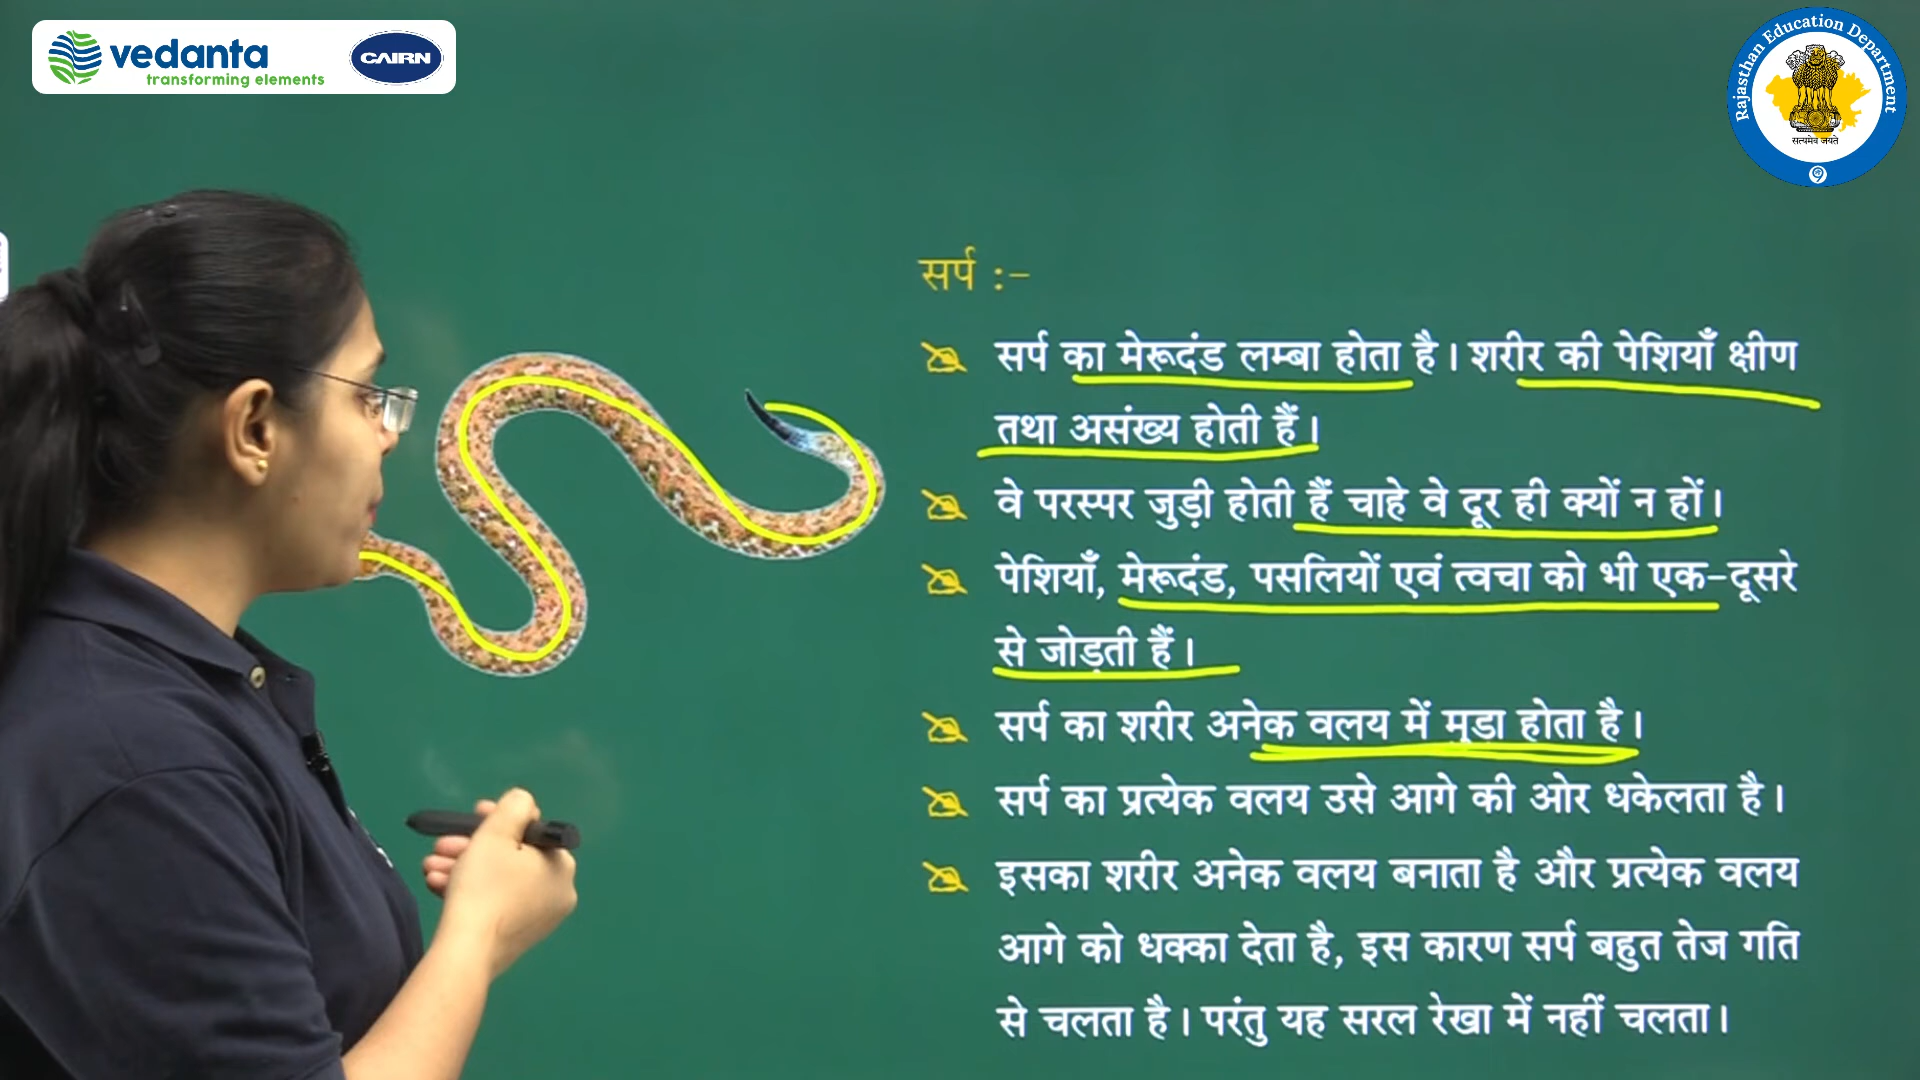 vedanta
transforming elements
CAIRN
Rajasthan Education Department
सत्यमेव जयते
सर्प :-
सर्प का मेरूदंड लम्बा होता है। शरीर की पेशियाँ क्षीण
तथा असंख्य होती हैं।
वे परस्पर जुड़ी होती हैं चाहे वे दूर ही क्यों न हों।
पेशियाँ, मेरूदंड, पसलियों एवं त्वचा को भी एक-दूसरे
से जोड़ती हैं।
सर्प का शरीर अनेक वलय में मुडा होता है।
सर्प का प्रत्येक वलय उसे आगे की ओर धकेलता है।
इसका शरीर अनेक वलय बनाता है और प्रत्येक वलय
आगे को धक्का देता है, इस कारण सर्प बहुत तेज गति
से चलता है। परंतु यह सरल रेखा में नहीं चलता।